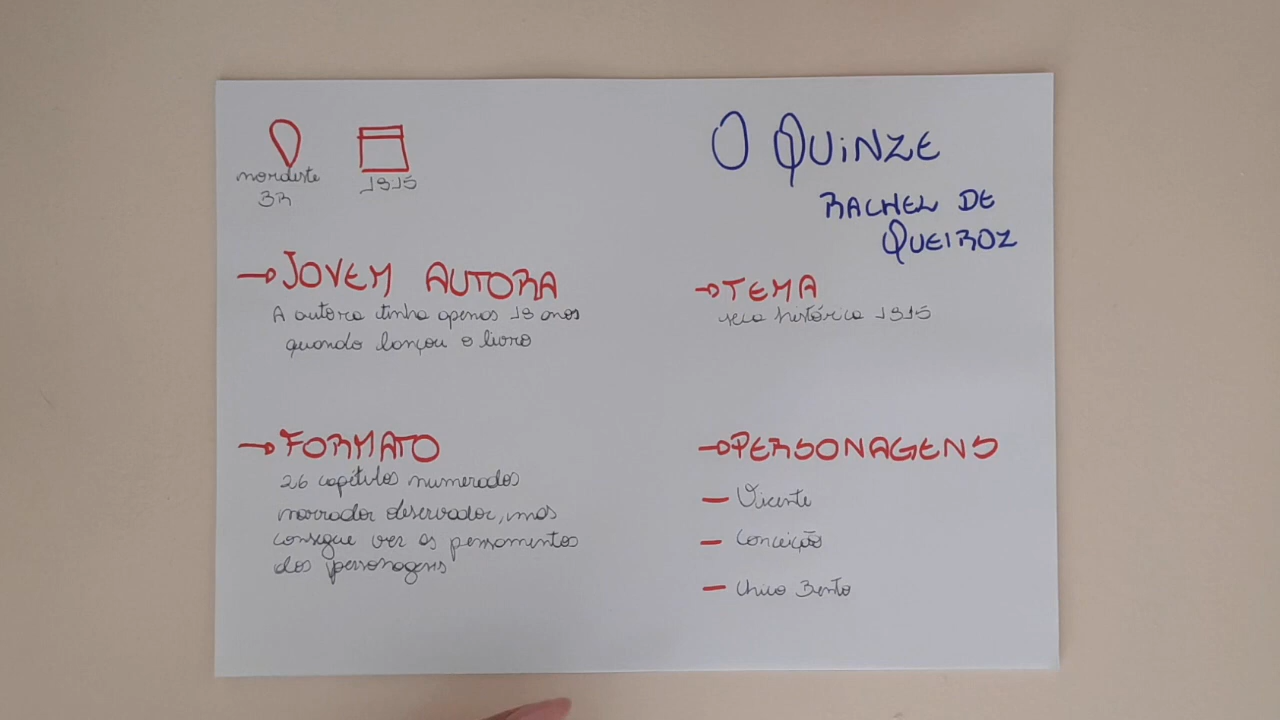 nordeste
BR
1915
O QUiNZE
RACHEL DE
QUEIROZ
→ JOVEM AUTORA
A autora tinha apenas 19 anos
quando lançou o livro
→ TEMA
seca histórica 1915
→ FORMATO
26 capítulos numerados
narrador observador, mas
consegue ver os pensamentos
dos personagens
→ PERSONAGENS
— Vicente
— Conceição
— Chico Bento